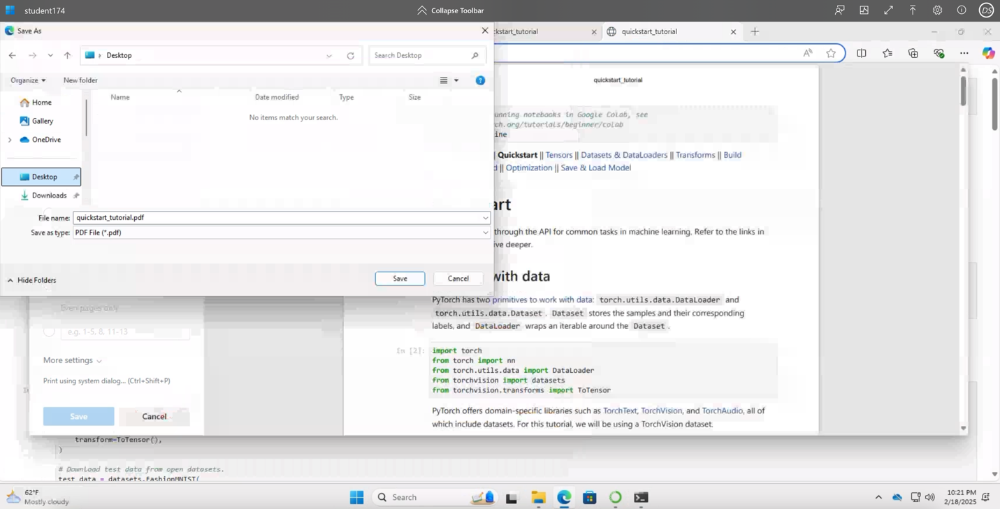 student174
Collapse Toolbar
DS
Save As
ckstart_tutorial
quickstart_tutorial
Desktop
Search Desktop
Organize
New folder
Name
Date modified
Type
Size
No items match your search.
Home
Gallery
OneDrive
Desktop
Downloads
File name: quickstart_tutorial.pdf
Save as type: PDF File (*.pdf)
Hide Folders
Save
Cancel
Even pages only
e.g. 1-5, 8, 11-13
More settings
Print using system dialog... (Ctrl+Shift+P)
Save
Cancel
quickstart_tutorial
unning notebooks in Google Colab, see
ch.org/tutorials/beginner/colab
ine
| Quickstart || Tensors || Datasets & DataLoaders || Transforms || Build
d || Optimization || Save & Load Model
art
through the API for common tasks in machine learning. Refer to the links in
ive deeper.
with data
PyTorch has two primitives to work with data: torch.utils.data.DataLoader and
torch.utils.data.Dataset . Dataset stores the samples and their corresponding
labels, and DataLoader wraps an iterable around the Dataset .
In [2]:
import torch
from torch import nn
from torch.utils.data import DataLoader
from torchvision import datasets
from torchvision.transforms import ToTensor
PyTorch offers domain-specific libraries such as TorchText, TorchVision, and TorchAudio, all of
which include datasets. For this tutorial, we will be using a TorchVision dataset.
transform=ToTensor(),
)
# Download test data from open datasets.
test data = datasets.FashionMNIST(
62°F
Mostly cloudy
Search
10:21 PM
2/18/2025